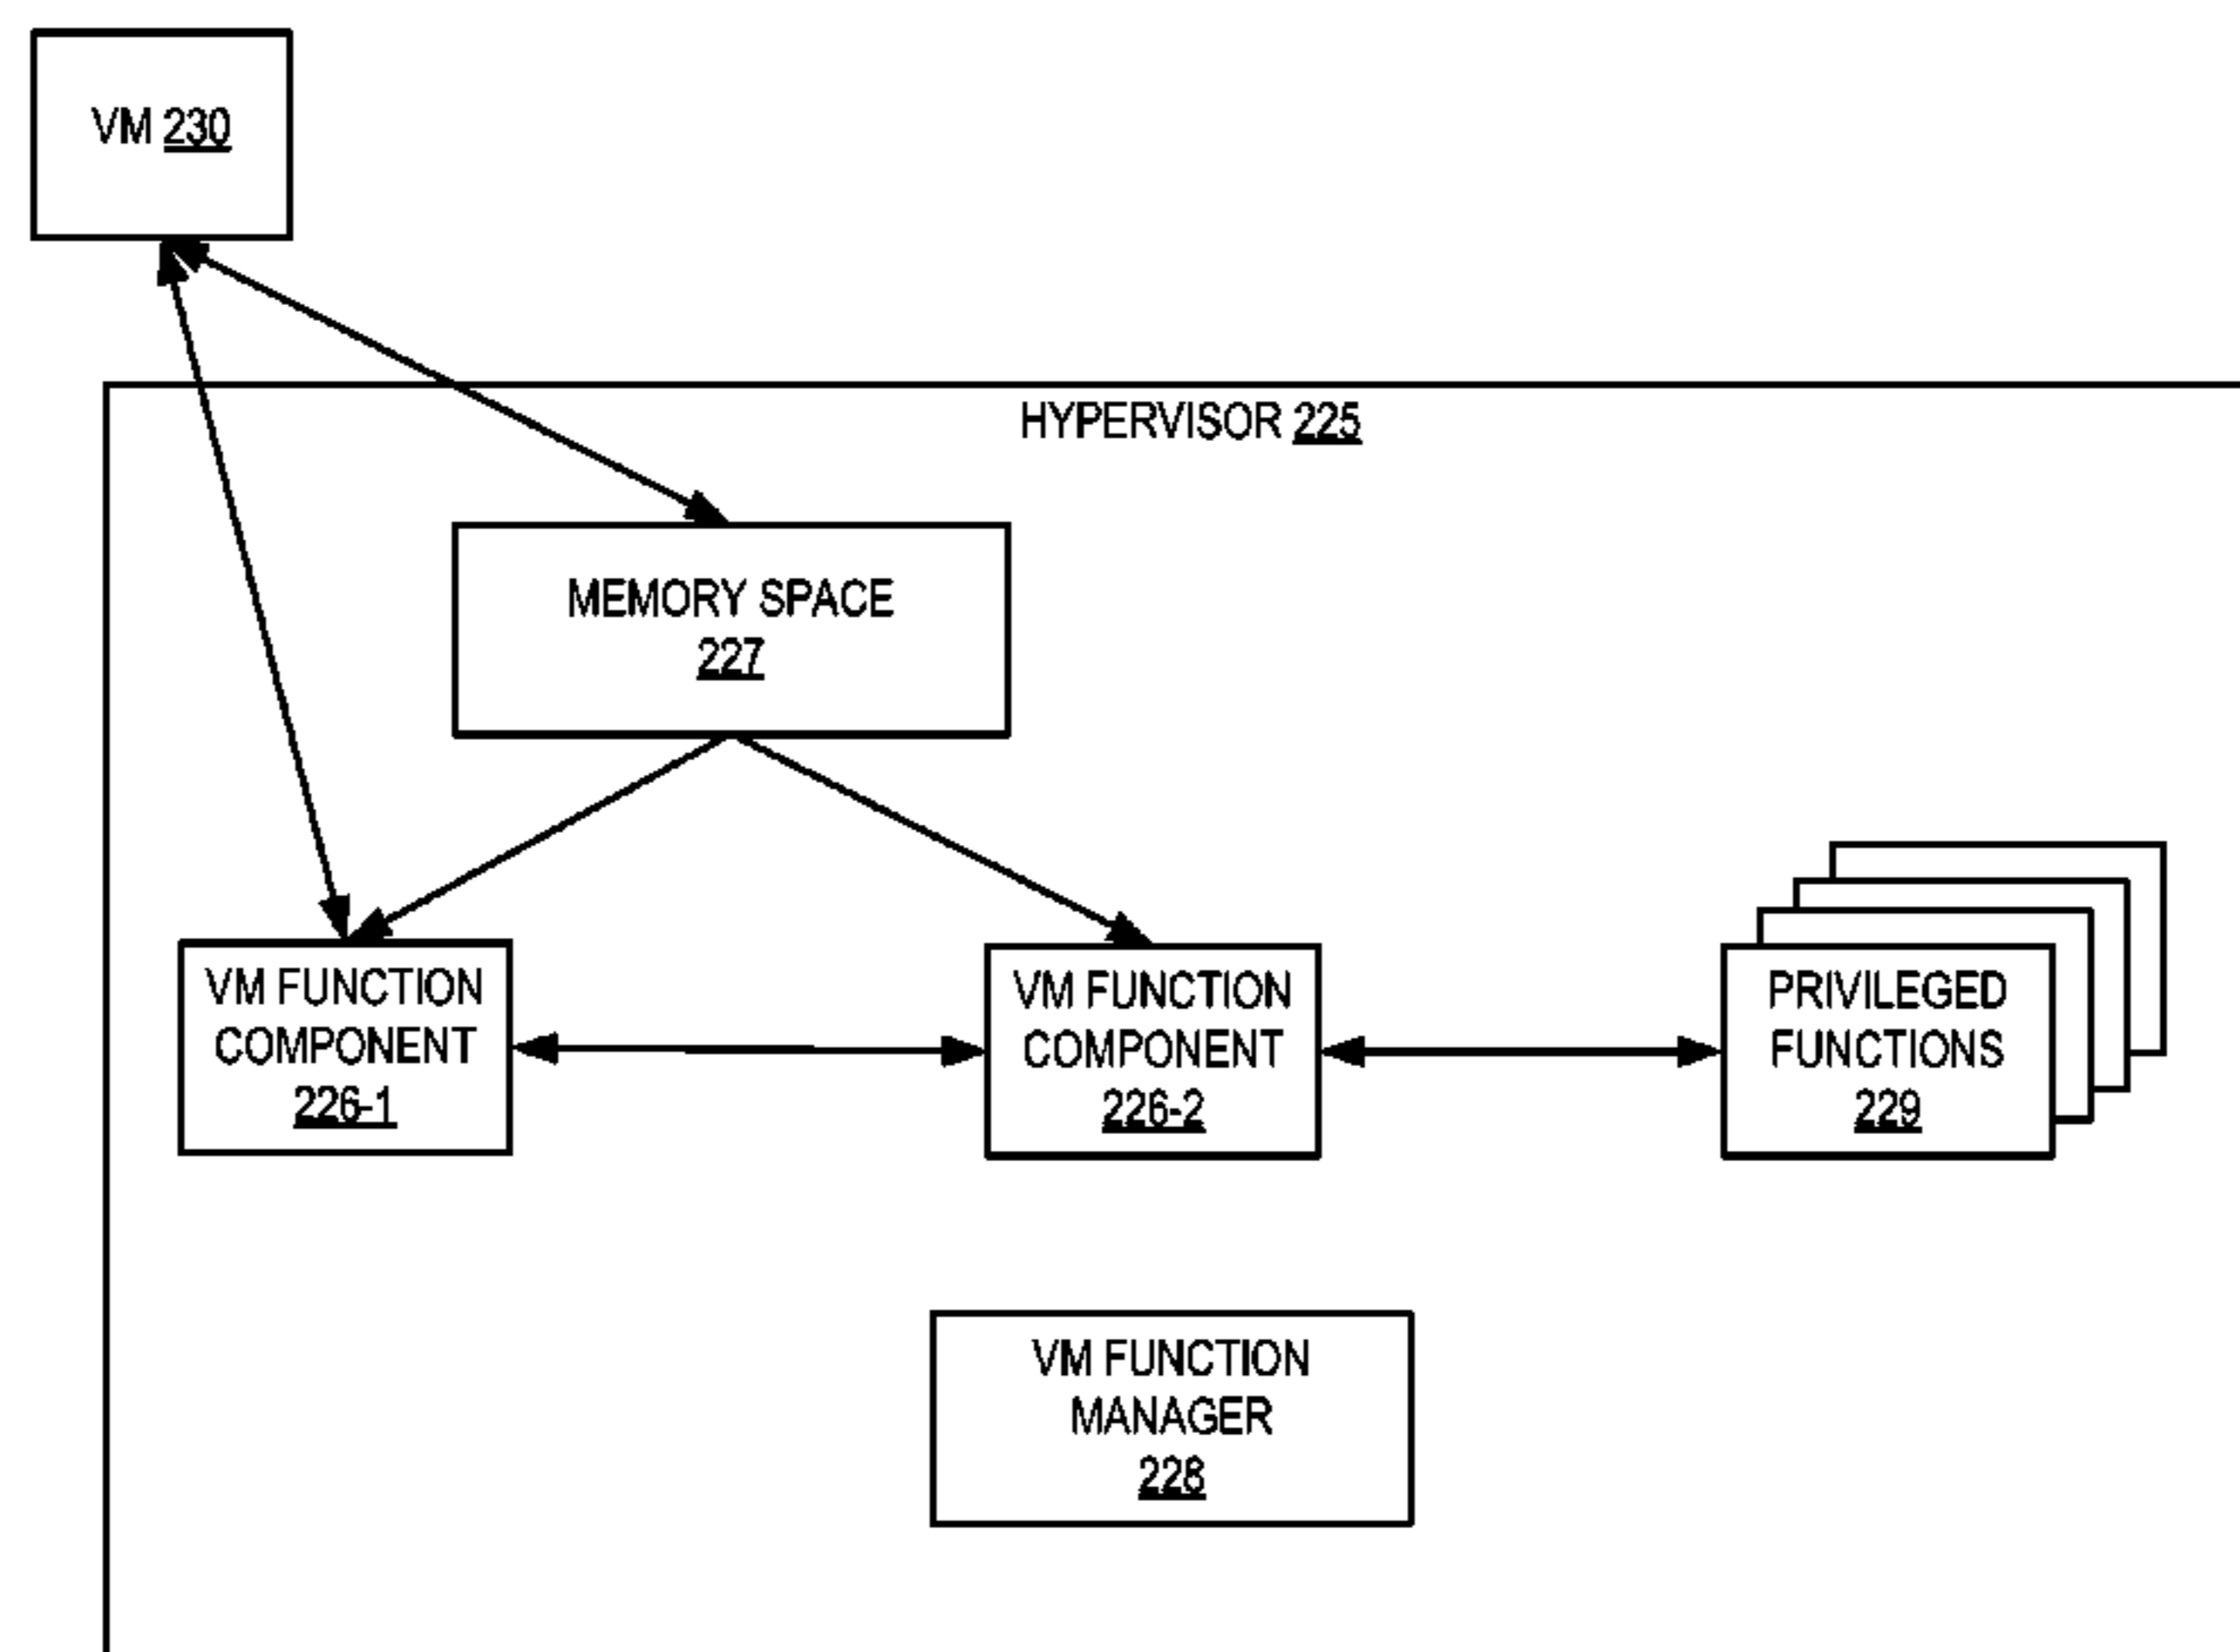 VM 230
HYPERVISOR 225
MEMORY SPACE
227
VM FUNCTION
COMPONENT
226-1
VM FUNCTION
COMPONENT
226-2
PRIVILEGED
FUNCTIONS
229
VM FUNCTION
MANAGER
228